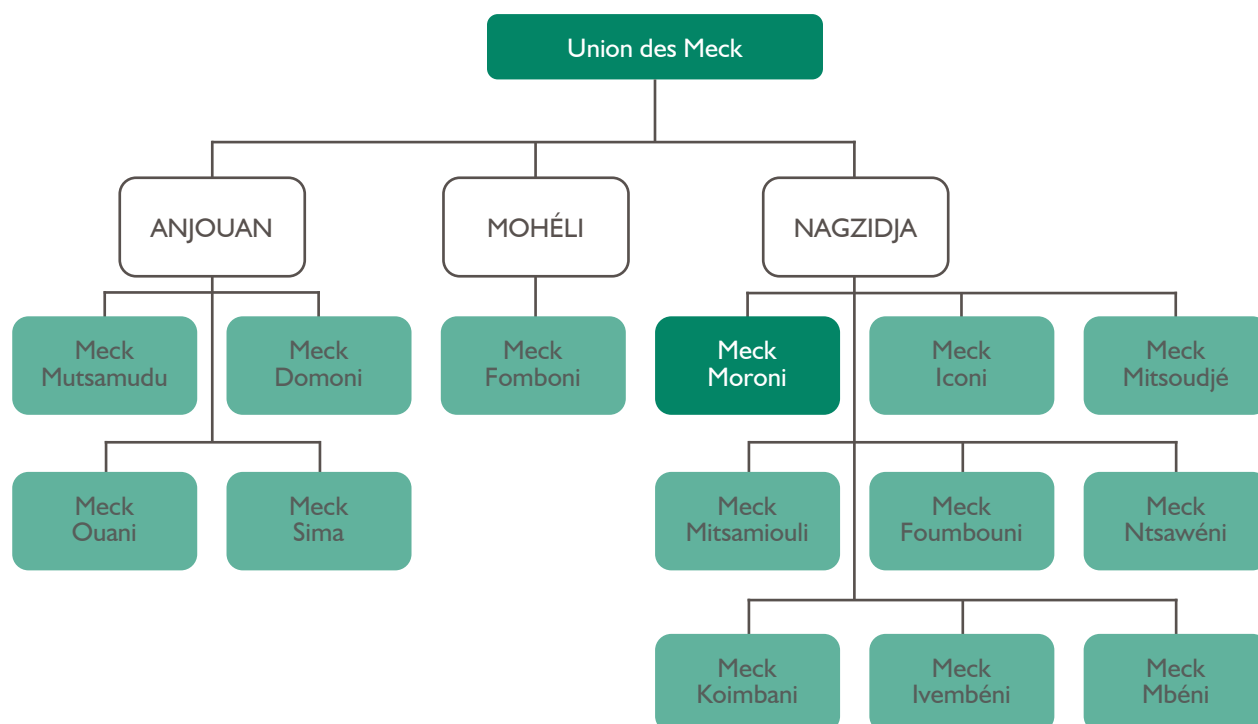 Union des Meck
ANJOUAN
MOHÉLI
NAGZIDJA
Meck
Mutsamudu
Meck
Domoni
Meck
Fomboni
Meck
Moroni
Meck
Iconi
Meck
Mitsoudjé
Meck
Ouani
Meck
Sima
Meck
Mitsamiouli
Meck
Foumbouni
Meck
Ntsawéni
Meck
Koimbani
Meck
Ivembéni
Meck
Mbéni